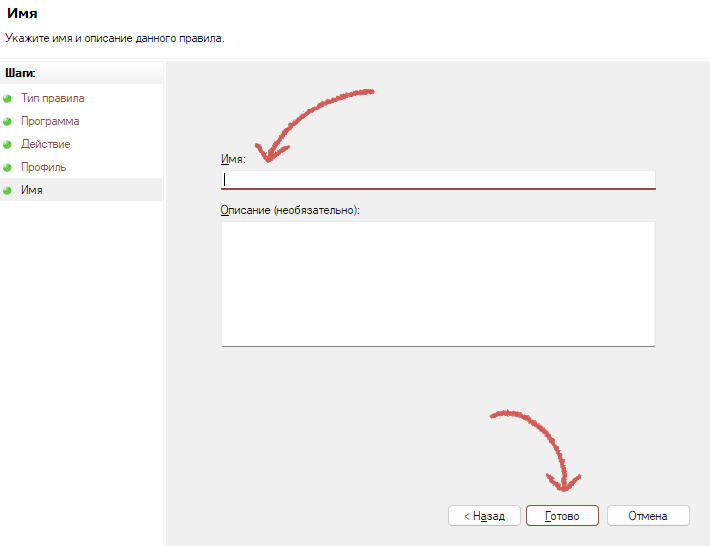 Имя
Укажите имя и описание данного правила.
Шаги:
Тип правила
Программа
Действие
Профиль
Имя
Имя:
Описание (необязательно):
< Назад
Готово
Отмена